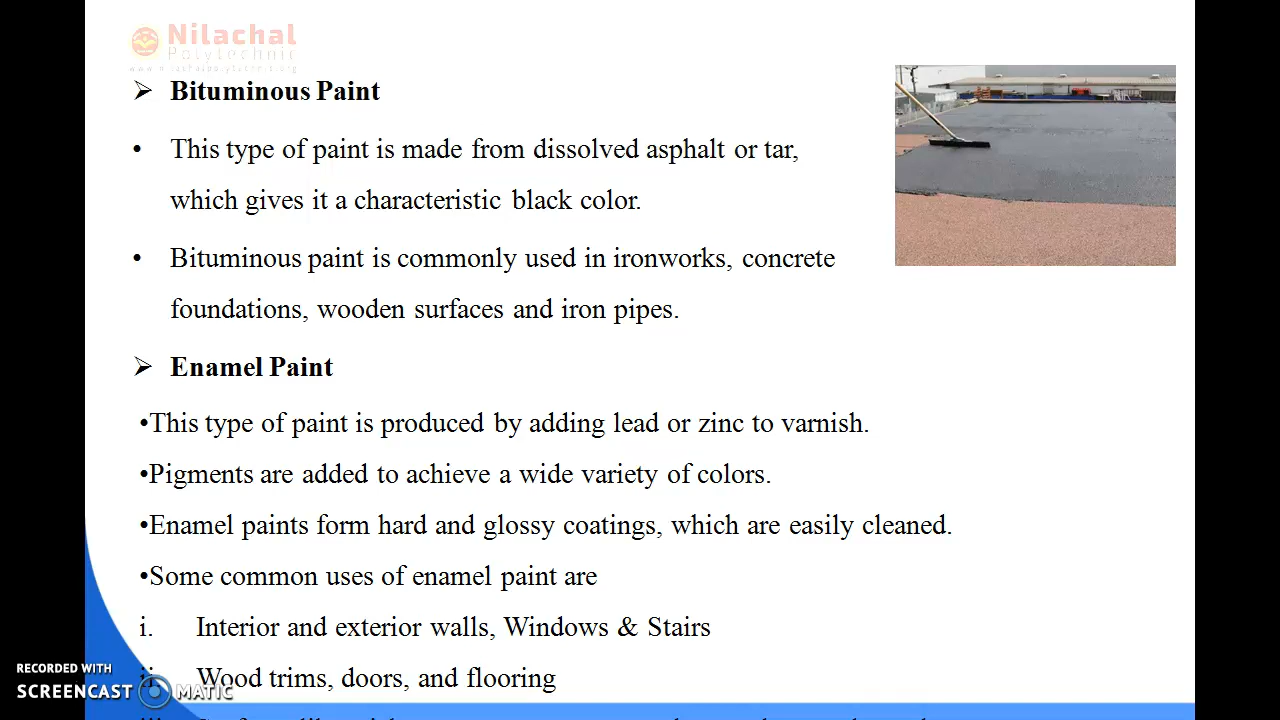 Nilachal
Polytechnic
www.nilachalpolytechnic.org
➢ Bituminous Paint
• This type of paint is made from dissolved asphalt or tar,
which gives it a characteristic black color.
• Bituminous paint is commonly used in ironworks, concrete
foundations, wooden surfaces and iron pipes.
➢ Enamel Paint
•This type of paint is produced by adding lead or zinc to varnish.
•Pigments are added to achieve a wide variety of colors.
•Enamel paints form hard and glossy coatings, which are easily cleaned.
•Some common uses of enamel paint are
i. Interior and exterior walls, Windows & Stairs
ii. Wood trims, doors, and flooring
RECORDED WITH
SCREENCAST MATIC